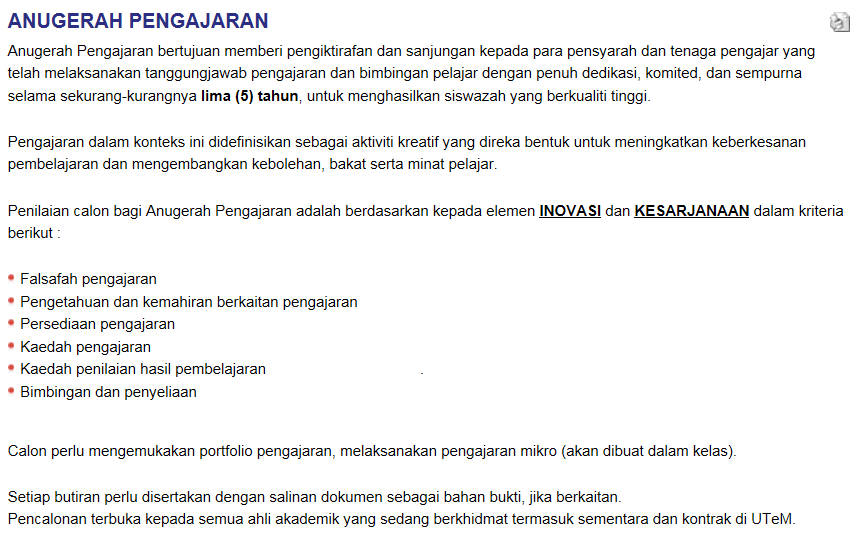 ANUGERAH PENGAJARAN
Anugerah Pengajaran bertujuan memberi pengiktirafan dan sanjungan kepada para pensyarah dan tenaga pengajar yang
telah melaksanakan tanggungjawab pengajaran dan bimbingan pelajar dengan penuh dedikasi, komited, dan sempurna
selama sekurang-kurangnya lima (5) tahun, untuk menghasilkan siswazah yang berkualiti tinggi.
Pengajaran dalam konteks ini didefinisikan sebagai aktiviti kreatif yang direka bentuk untuk meningkatkan keberkesanan
pembelajaran dan mengembangkan kebolehan, bakat serta minat pelajar.
Penilaian calon bagi Anugerah Pengajaran adalah berdasarkan kepada elemen INOVASI dan KESARJANAAN dalam kriteria
berikut :
• Falsafah pengajaran
• Pengetahuan dan kemahiran berkaitan pengajaran
• Persediaan pengajaran
• Kaedah pengajaran
• Kaedah penilaian hasil pembelajaran .
• Bimbingan dan penyeliaan
Calon perlu mengemukakan portfolio pengajaran, melaksanakan pengajaran mikro (akan dibuat dalam kelas).
Setiap butiran perlu disertakan dengan salinan dokumen sebagai bahan bukti, jika berkaitan.
Pencalonan terbuka kepada semua ahli akademik yang sedang berkhidmat termasuk sementara dan kontrak di UTeM.